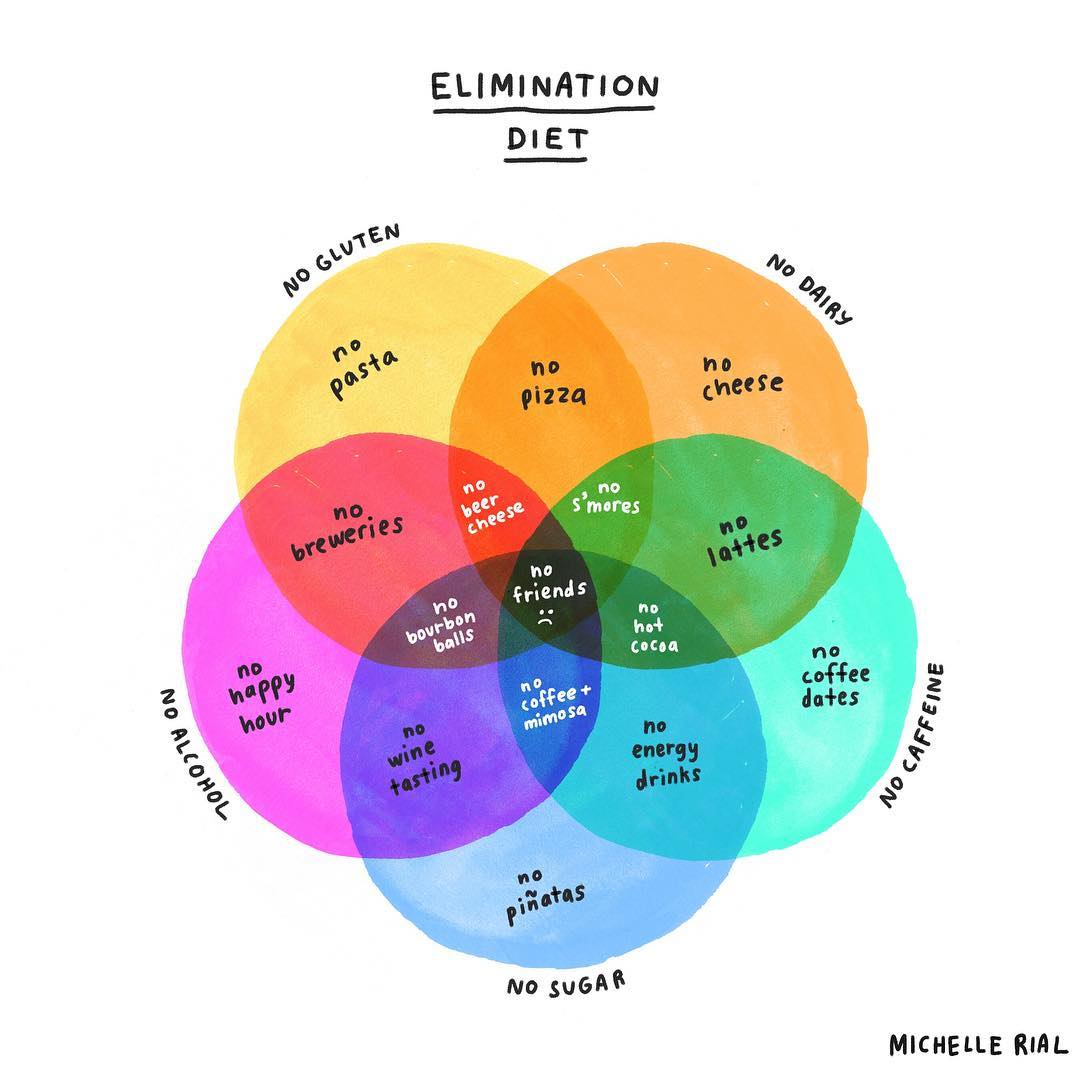 ELIMINATION
DIET
NO GLUTEN
NO DAIRY
no
pasta
no
pizza
no
cheese
no
breweries
no
beer
cheese
no
s'mores
no
lattes
no
friends
:(
no
bourbon
balls
no
hot
cocoa
no
happy
hour
no
coffee
dates
NO ALCOHOL
NO CAFFEINE
no
coffee +
mimosa
no
wine
tasting
no
energy
drinks
no
piñatas
NO SUGAR
MICHELLE RIAL